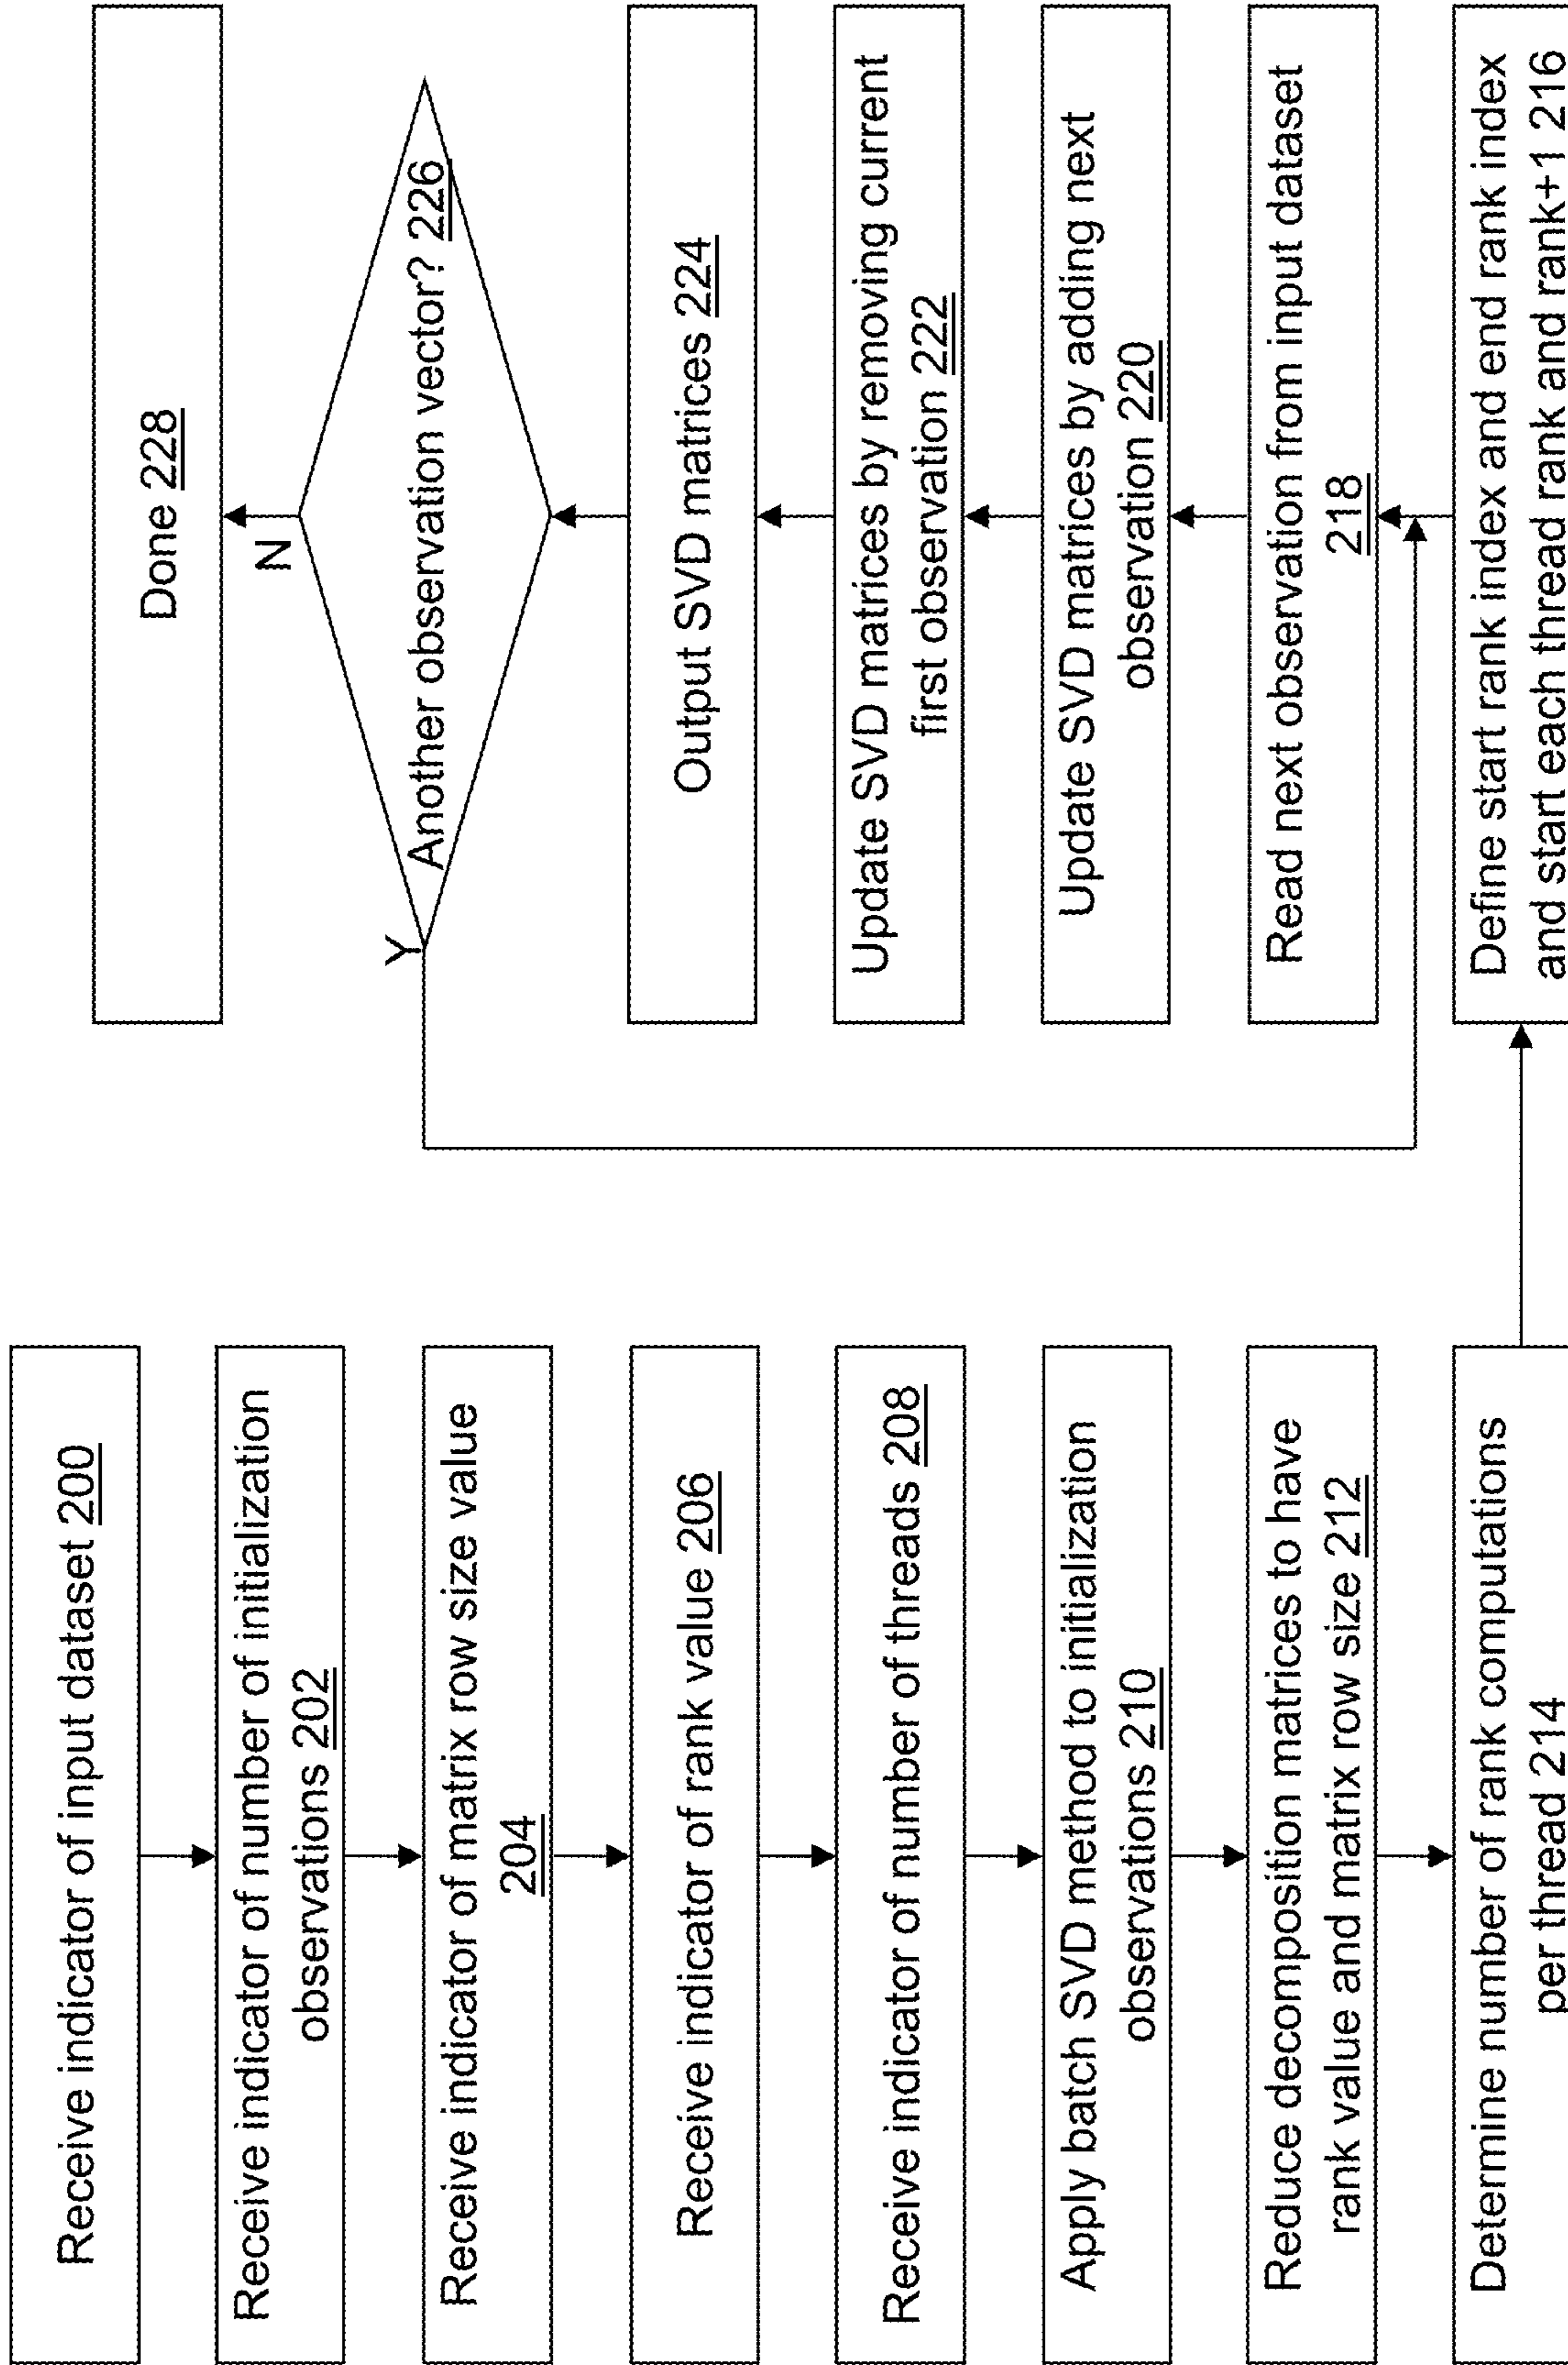 Receive indicator of input dataset 200
Receive indicator of number of initialization
observations 202
Receive indicator of matrix row size value
204
Receive indicator of rank value 206
Receive indicator of number of threads 208
Apply batch SVD method to initialization
observations 210
Reduce decomposition matrices to have
rank value and matrix row size 212
Determine number of rank computations
per thread 214
Define start rank index and end rank index
and start each thread rank and rank+1 216
Read next observation from input dataset
218
Update SVD matrices by adding next
observation 220
Update SVD matrices by removing current
first observation 222
Output SVD matrices 224
Another observation vector? 226
Y
N
Done 228